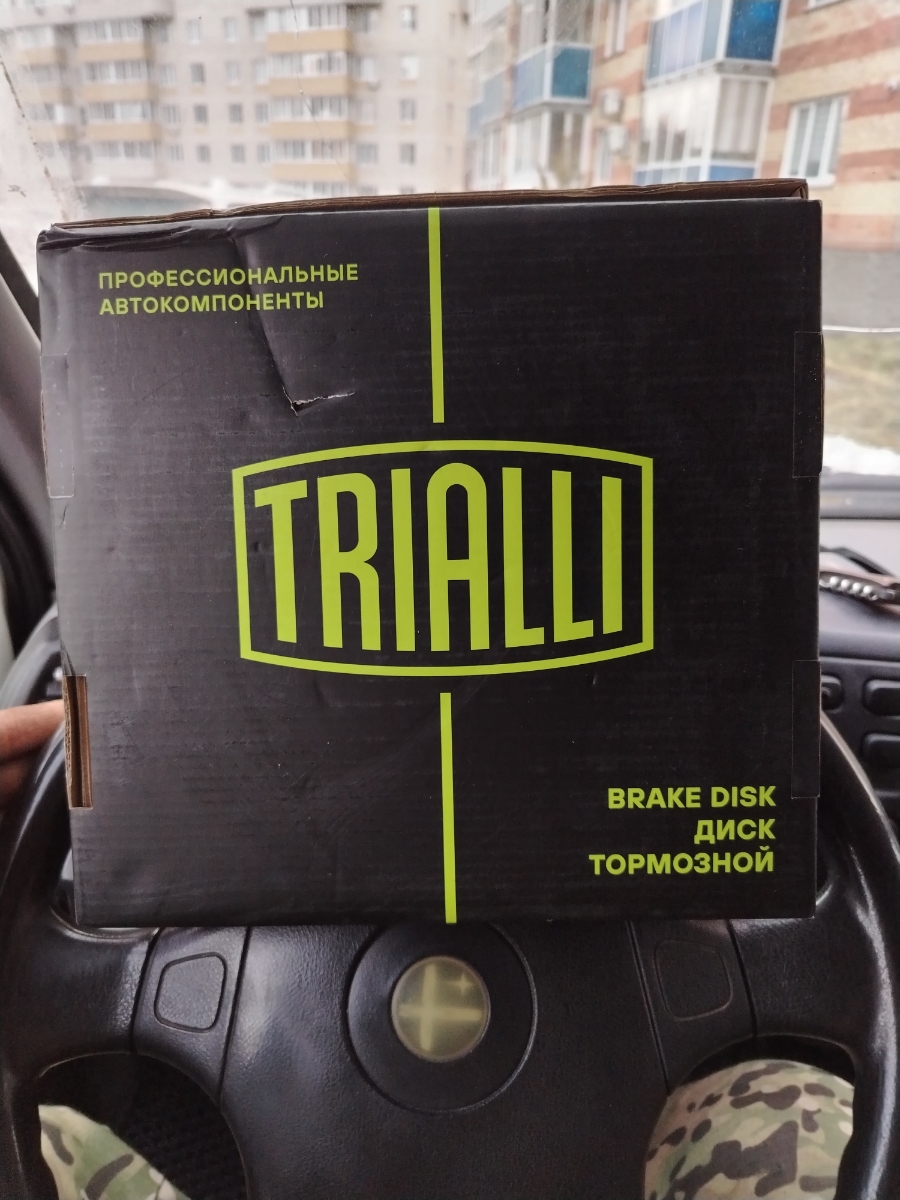 ПРОФЕССИОНАЛЬНЫЕ
АВТОКОМПОНЕНТЫ
TRIALLI
BRAKE DISK
ДИСК
ТОРМОЗНОЙ